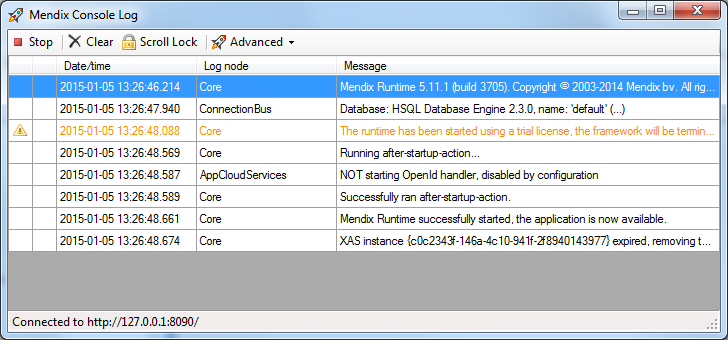 Mendix Console Log
Stop Clear Scroll Lock Advanced
Date/time Log node Message
2015-01-05 13:26:46.214 Core Mendix Runtime 5.11.1 (build 3705). Copyright © 2003-2014 Mendix bv. All rig...
2015-01-05 13:26:47.940 ConnectionBus Database: HSQL Database Engine 2.3.0, name: 'default' (...)
2015-01-05 13:26:48.088 Core The runtime has been started using a trial license, the framework will be termin...
2015-01-05 13:26:48.569 Core Running after-startup-action...
2015-01-05 13:26:48.587 AppCloudServices NOT starting OpenId handler, disabled by configuration
2015-01-05 13:26:48.589 Core Successfully ran after-startup-action.
2015-01-05 13:26:48.661 Core Mendix Runtime successfully started, the application is now available.
2015-01-05 13:26:48.674 Core XAS instance {c0c2343f-146a-4c10-941f-2f8940143977} expired, removing t...
Connected to http://127.0.0.1:8090/